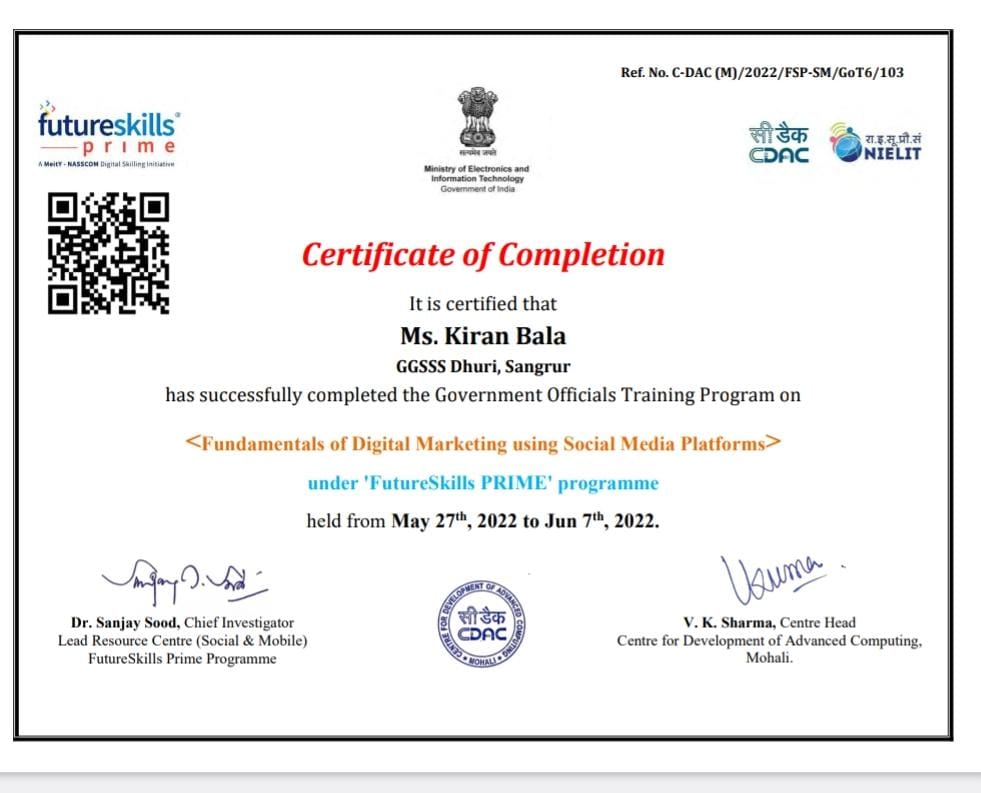 Ref. No. C-DAC (M)/2022/FSP-SM/GoT6/103
futureskills
prime
A MeitY - NASSCOM Digital Skilling Initiative
सत्यमेव जयते
Ministry of Electronics and
Information Technology
Government of India
सी डैक
CDAC
रा.इ.सू.प्रौ.सं
NIELIT
Certificate of Completion
It is certified that
Ms. Kiran Bala
GGSSS Dhuri, Sangrur
has successfully completed the Government Officials Training Program on
<Fundamentals of Digital Marketing using Social Media Platforms>
under 'FutureSkills PRIME' programme
held from May 27th, 2022 to Jun 7th, 2022.
Dr. Sanjay Sood, Chief Investigator
Lead Resource Centre (Social & Mobile)
FutureSkills Prime Programme
CENTRE FOR DEVELOPMENT OF ADVANCED COMPUTING
सी डैक
CDAC
* MOHALI *
V. K. Sharma, Centre Head
Centre for Development of Advanced Computing,
Mohali.